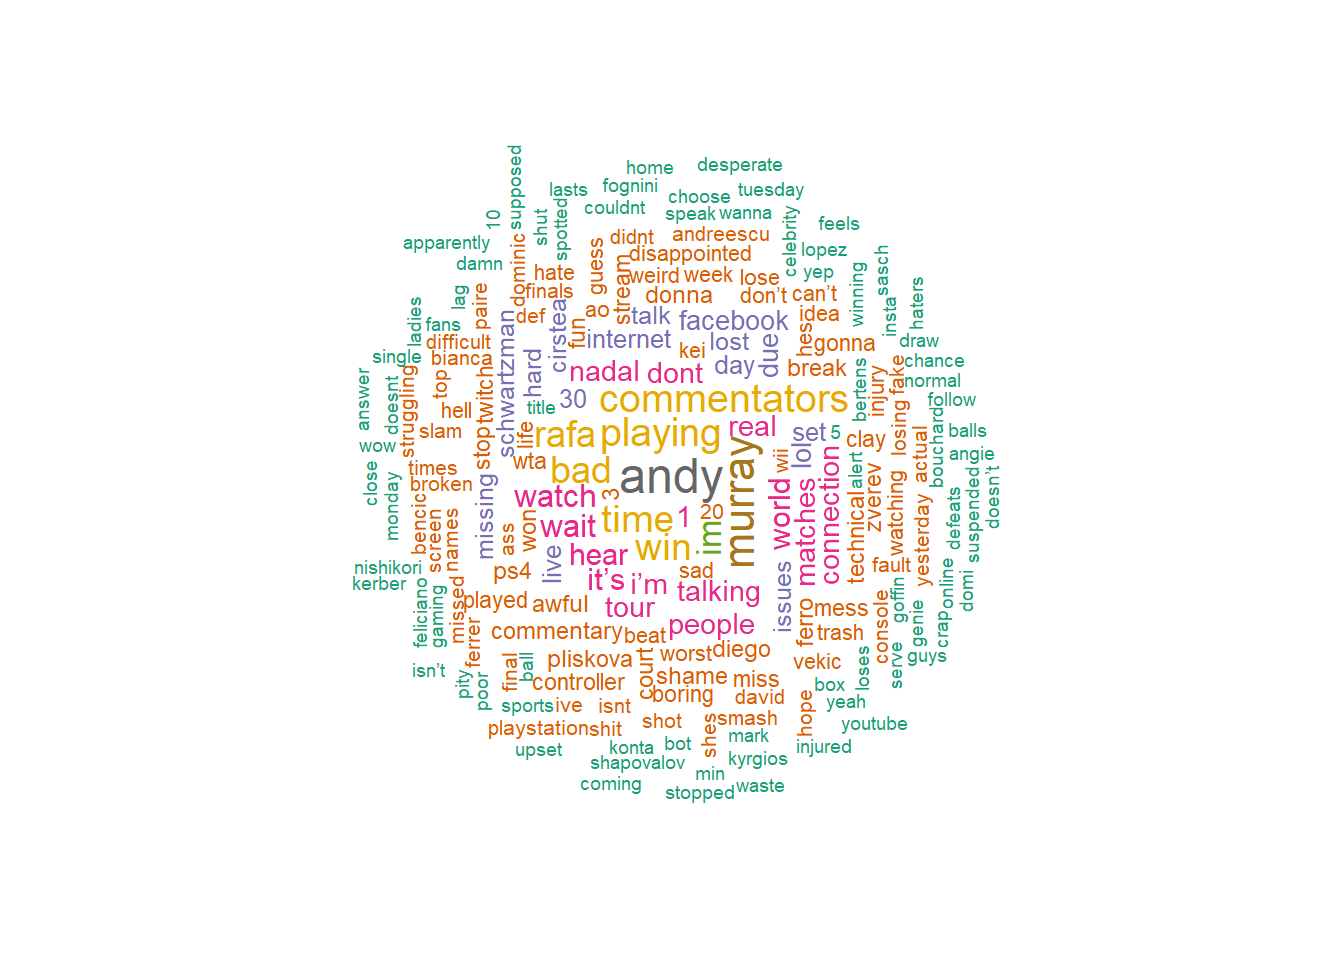 home
desperate
supposed
lasts
fognini
choose
tuesday
couldnt
speak
wanna
10
shut
spotted
didnt
andreescu
celebrity
feels
apparently
damn
dominic
hate
guess
disappointed
lopez
yep
sasch
lag
paire
finals
stream
weird
week
lose
winning
insta
haters
donna
don’t
can’t
ladies
fans
def
ao
fun
talk
facebook
idea
hes
draw
difficult
cirstea
internet
kei
lost
due
gonna
chance
single
bianca
schwartzman
hard
nadal
dont
day
break
bertens
injury
fake
normal
answer
doesnt
struggling
top
twitch
title
30
commentators
losing
follow
hell
slam
stop
life
rafa
playing
real
set
5
clay
actual
bouchard
balls
wow
wta
bad
andy
murray
wii
lol
alert
zverev
angie
close
monday
times
broken
missing
watch
3
world
matches
connection
watching
suspended
doesn’t
bencic
screen
names
ass
won
wait
time
1
20
im
technical
yesterday
defeats
live
hear
win
fault
nishikori
kerber
ps4
it’s
i’m
sad
talking
issues
goffin
online
domi
feliciano
gaming
missed
played
awful
tour
people
ferro
mess
console
genie
crap
commentary
beat
trash
guys
ferrer
pliskova
court
worst
diego
vekic
serve
loses
isn’t
pity
poor
final
ball
controller
shame
miss
box
yeah
sports
ive
isnt
boring
david
hope
youtube
playstation
shit
shot
shes
smash
upset
konta
bot
mark
injured
shapovalov
kyrgios
min
coming
stopped
waste